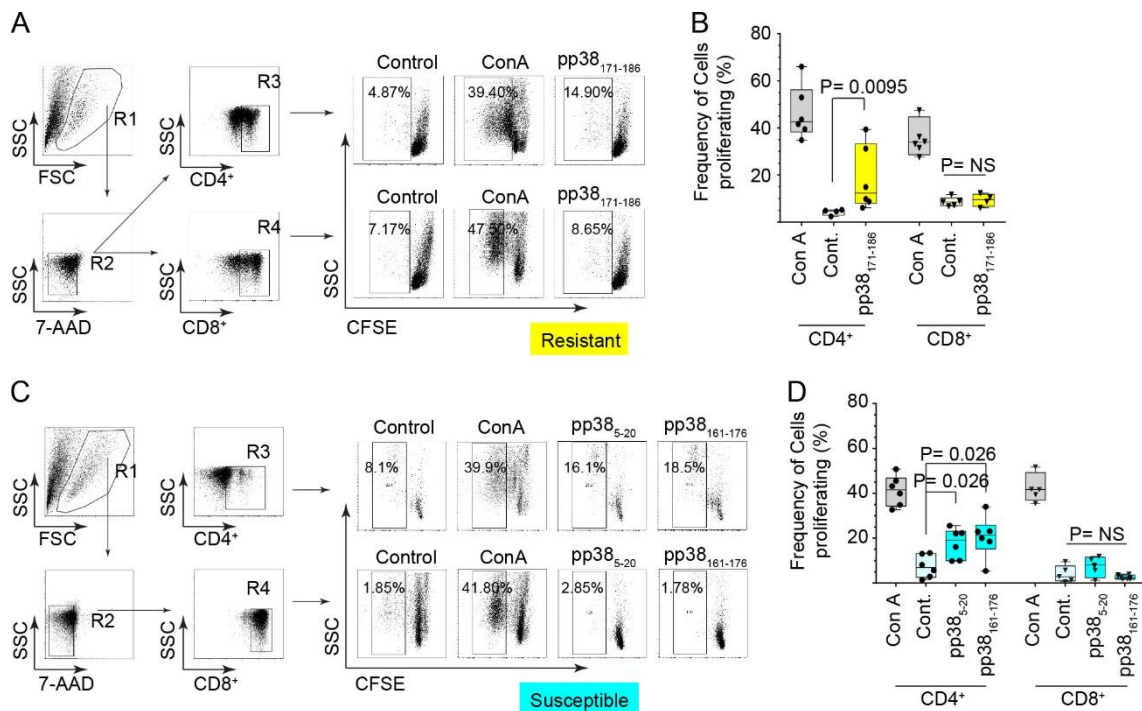 A
SSC
R1
FSC
SSC
R3
CD4+
SSC
R2
7-AAD
SSC
R4
CD8+
Control
ConA
pp38171-186
4.87%
39.40%
14.90%
pp38171-186
7.17%
47.50%
8.65%
SSC
CFSE
Resistant
B
Frequency of Cells
proliferating (%)
80
60
40
20
P= 0.0095
P= NS
Con A
Cont.
pp38171-186
Con A
Cont.
pp38171-186
CD4+
CD8+
C
SSC
R1
FSC
SSC
R3
CD4+
SSC
R2
7-AAD
SSC
R4
CD8+
Control
ConA
pp385-20
pp38161-176
8.1%
39.9%
16.1%
18.5%
pp385-20
pp38161-176
1.85%
41.80%
2.85%
1.78%
SSC
CFSE
Susceptible
D
Frequency of Cells
proliferating (%)
80
60
40
20
P= 0.026
P= 0.026
P= NS
Con A
Cont.
pp385-20
pp38161-176
Con A
Cont.
pp385-20
pp38161-176
CD4+
CD8+